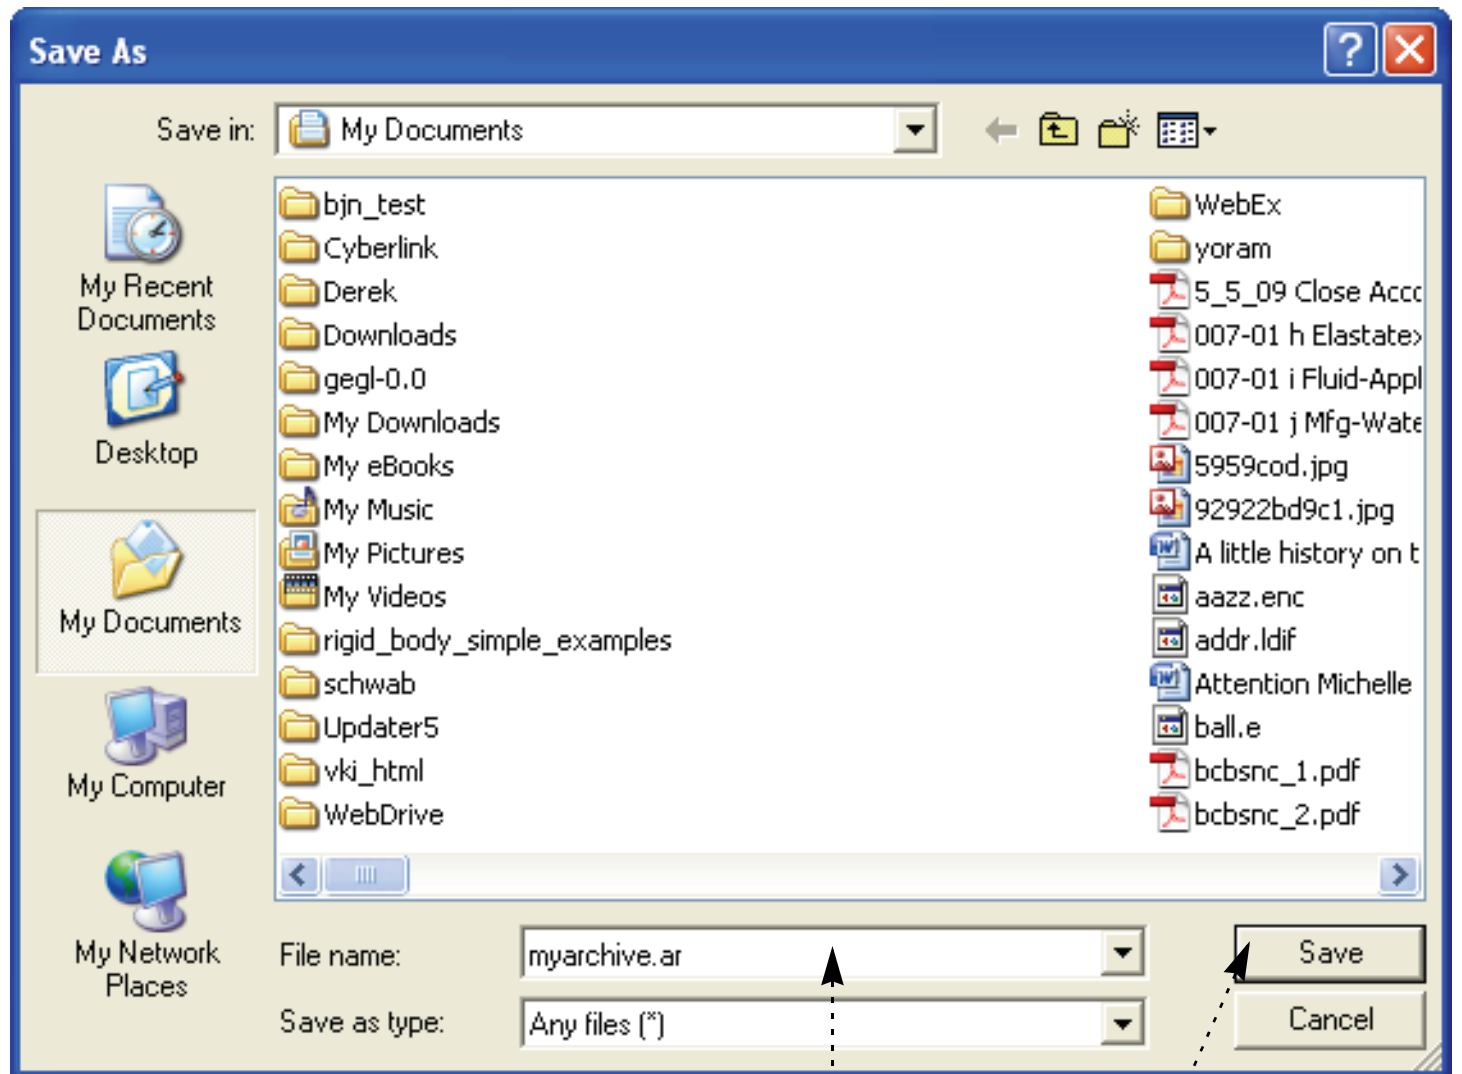 Save As
Save in:
My Documents
My Recent
Documents
Desktop
My Documents
My Computer
My Network
Places
bjn_test
Cyberlink
Derek
Downloads
gegl-0.0
My Downloads
My eBooks
My Music
My Pictures
My Videos
rigid_body_simple_examples
schwab
Updater5
vki_html
WebDrive
WebEx
yoram
5_5_09 Close Acc
007-01 h Elastate
007-01 i Fluid-Appl
007-01 j Mfg-Wate
5959cod.jpg
92922bd9c1.jpg
A little history on t
aazz.enc
addr.ldif
Attention Michelle
ball.e
bcbsnc_1.pdf
bcbsnc_2.pdf
File name:
myarchive.ar
Save
Save as type:
Any files (*)
Cancel